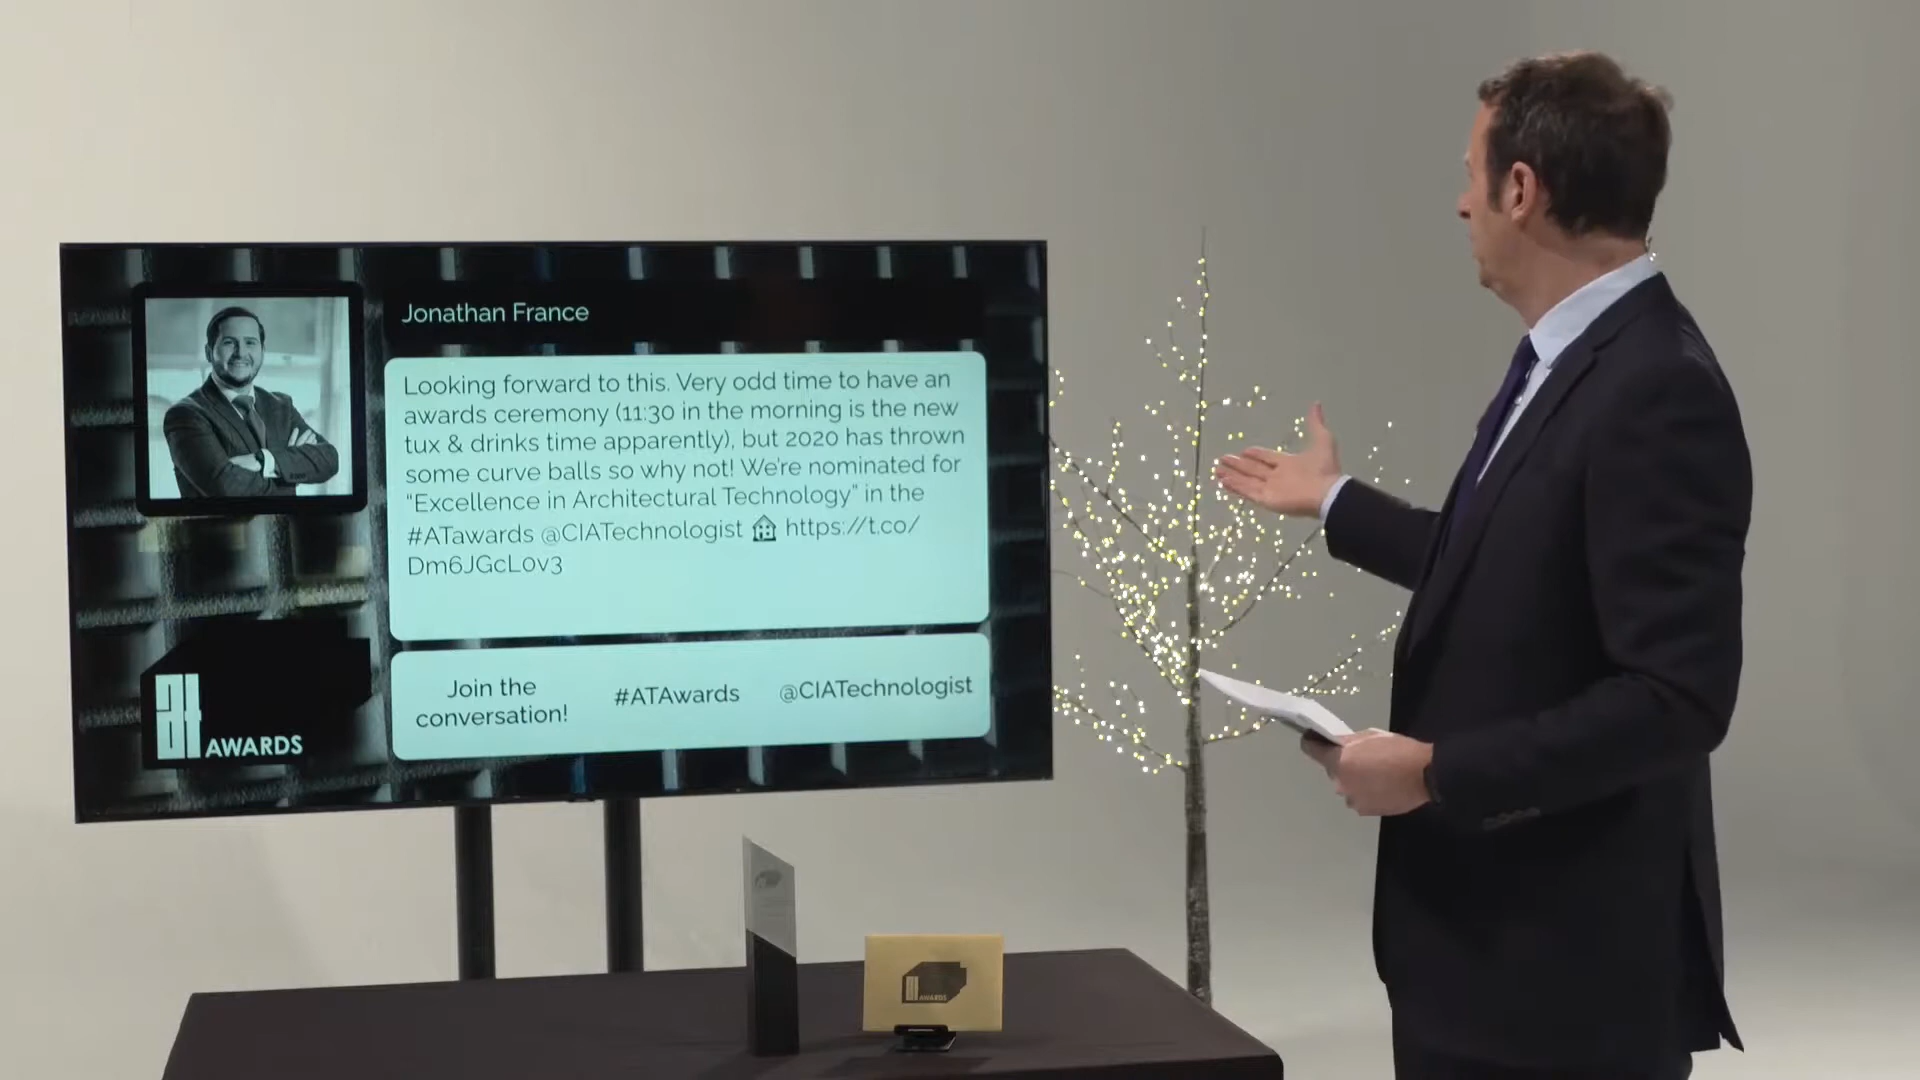 Jonathan France
Looking forward to this. Very odd time to have an
awards ceremony (11:30 in the morning is the new
tux & drinks time apparently), but 2020 has thrown
some curve balls so why not! We're nominated for
“Excellence in Architectural Technology” in the
#ATawards @CIATechnologist 🏠 https://t.co/
Dm6JGcLov3
Join the
conversation!
#ATAwards
@CIATechnologist
at AWARDS
at AWARDS